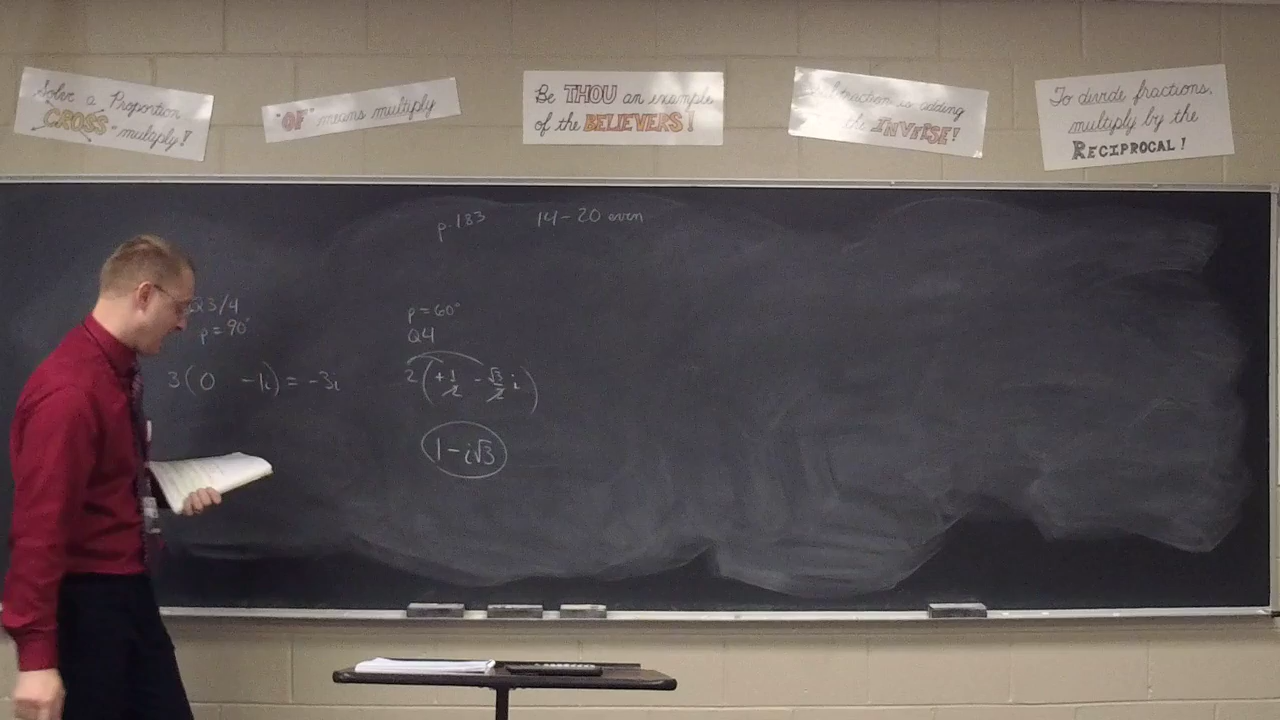 Solve a Proportion
"CROSS" multiply!
"OF" means multiply
Be THOU an example
of the BELIEVERS!
Subtraction is adding
the INVERSE!
To divide fractions,
multiply by the
RECIPROCAL!
p.183 14-20 even
Q3/4
p=90°
3(0 -1i) = -3i
p=60°
Q4
2(+1/2 - √3/2 i)
1-i√3